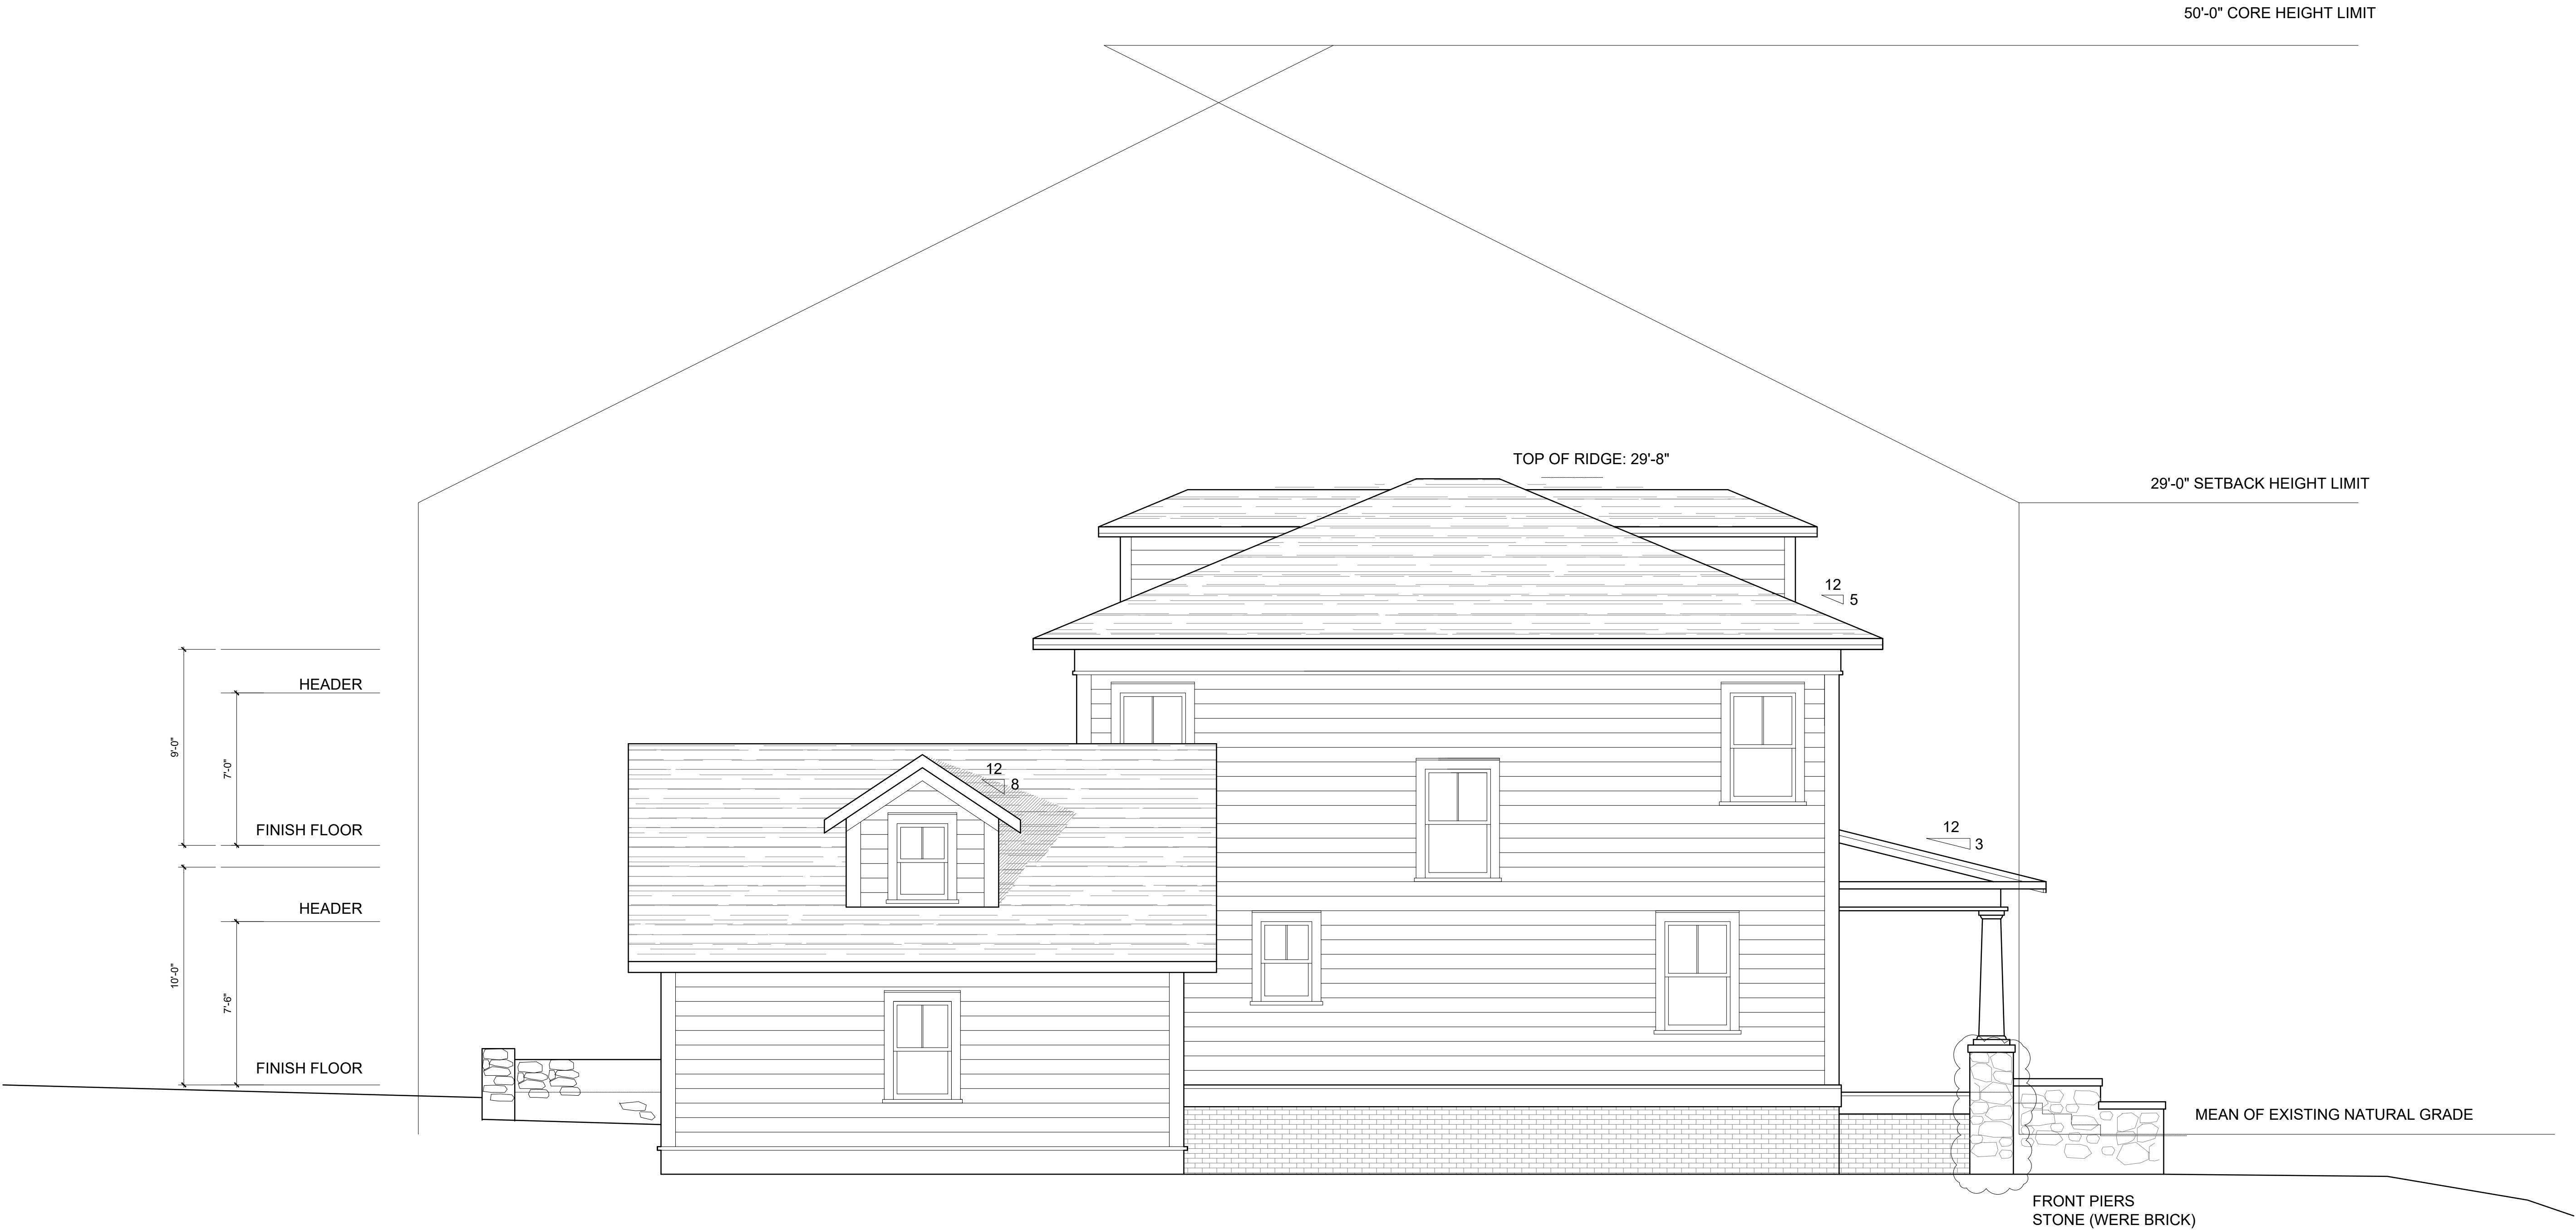 50'-0" CORE HEIGHT LIMIT
TOP OF RIDGE: 29'-8"
29'-0" SETBACK HEIGHT LIMIT
12
5
HEADER
9'-0"
7'-0"
12
8
FINISH FLOOR
12
3
HEADER
10'-0"
7'-6"
FINISH FLOOR
MEAN OF EXISTING NATURAL GRADE
FRONT PIERS
STONE (WERE BRICK)